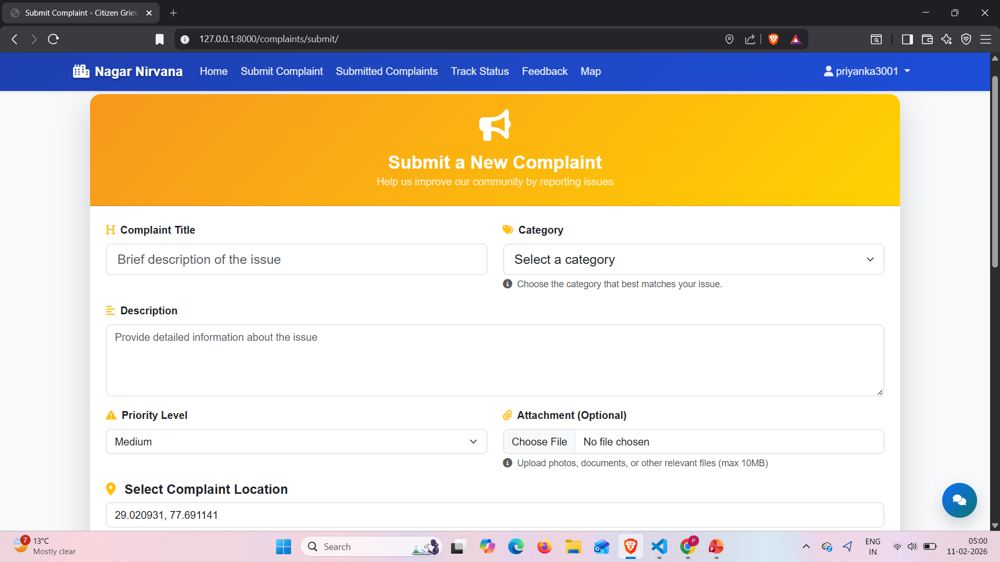 Submit Complaint - Citizen Griev
127.0.0.1:8000/complaints/submit/
Nagar Nirvana
Home
Submit Complaint
Submitted Complaints
Track Status
Feedback
Map
priyanka3001
Submit a New Complaint
Help us improve our community by reporting issues
Complaint Title
Category
Brief description of the issue
Select a category
Choose the category that best matches your issue.
Description
Provide detailed information about the issue
Priority Level
Attachment (Optional)
Medium
Choose File
No file chosen
Upload photos, documents, or other relevant files (max 10MB)
Select Complaint Location
29.020931, 77.691141
7
13°C
Mostly clear
Search
P
ENG
IN
05:00
11-02-2026